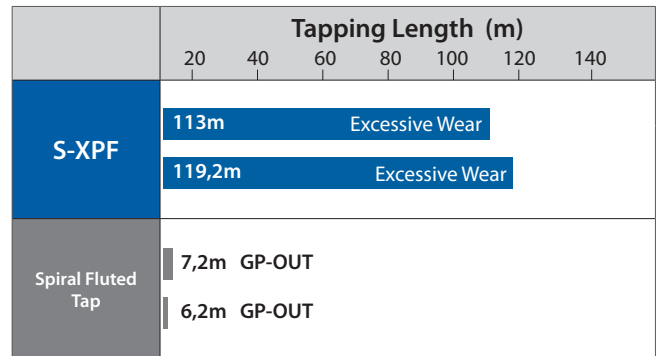 Tapping Length (m)
20 40 60 80 100 120 140
S-XPF
113m Excessive Wear
119,2m Excessive Wear
Spiral Fluted
Tap
7,2m GP-OUT
6,2m GP-OUT